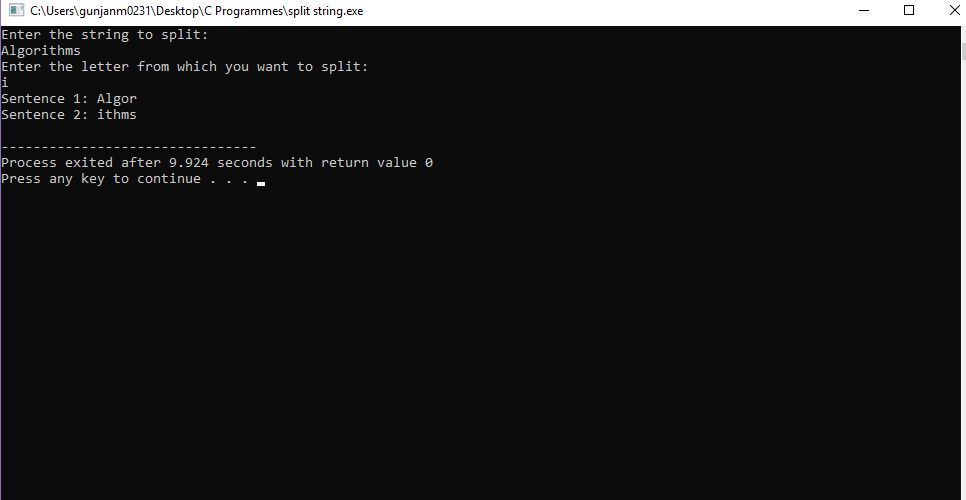 C:\Users\gunjanm0231\Desktop\C Programmes\split string.exe
Enter the string to split:
Algorithms
Enter the letter from which you want to split:
i
Sentence 1: Algor
Sentence 2: ithms
--------------------------------
Process exited after 9.924 seconds with return value 0
Press any key to continue . . .